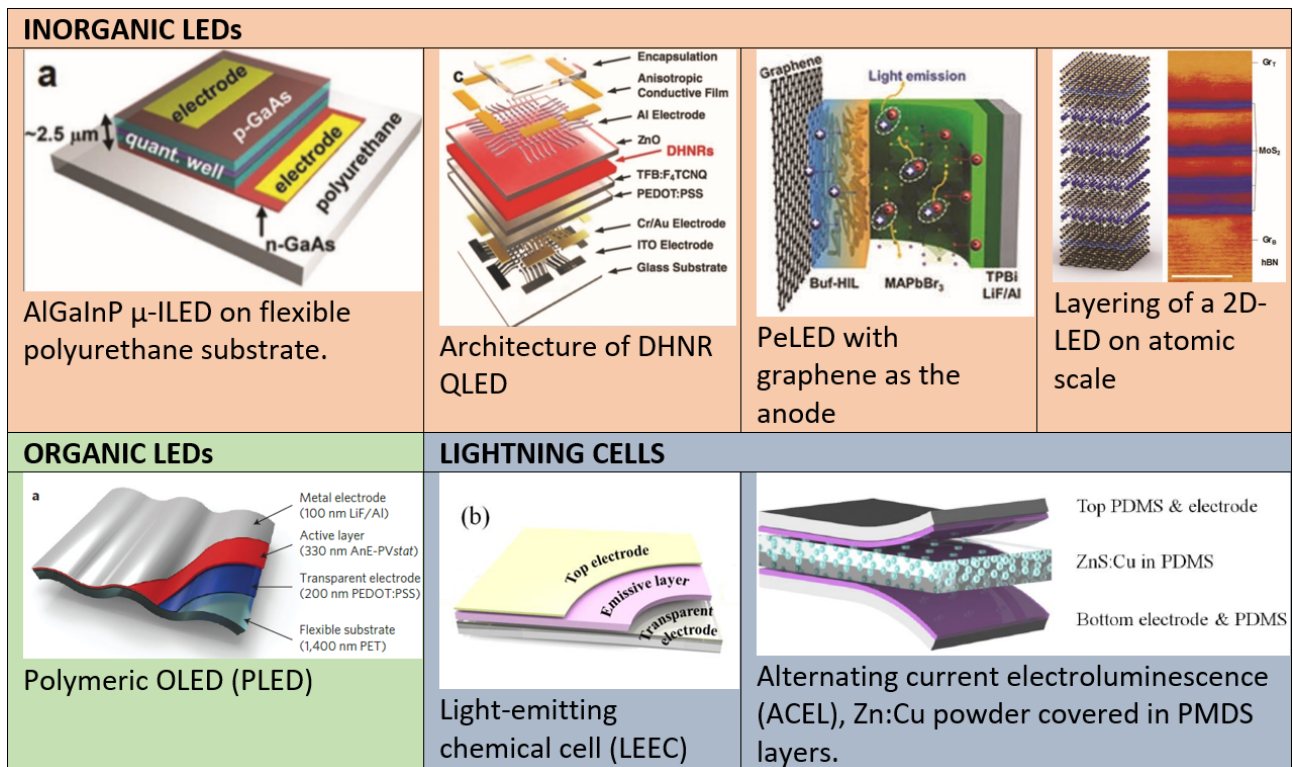 INORGANIC LEDs
a
electrode
p-GaAs
~2.5 μm
quant. well
electrode
polyurethane
n-GaAs
AlGaInP μ-ILED on flexible
polyurethane substrate.
c
Encapsulation
Anisotropic
Conductive Film
Al Electrode
ZnO
DHNRs
TFB:F₄TCNQ
PEDOT:PSS
Cr/Au Electrode
ITO Electrode
Glass Substrate
Architecture of DHNR
QLED
Graphene
Light emission
Buf-HIL
MAPbBr₃
TPBi
LiF/Al
PeLED with
graphene as the
anode
Gr_T
MoS₂
Gr_B
hBN
Layering of a 2D-
LED on atomic
scale
ORGANIC LEDs
a
Metal electrode
(100 nm LiF/Al)
Active layer
(330 nm AnE-PVstat)
Transparent electrode
(200 nm PEDOT:PSS)
Flexible substrate
(1,400 nm PET)
Polymeric OLED (PLED)
LIGHTNING CELLS
(b)
Top electrode
Emissive layer
Transparent
electrode
Light-emitting
chemical cell (LEEC)
Top PDMS & electrode
ZnS:Cu in PDMS
Bottom electrode & PDMS
Alternating current electroluminescence
(ACEL), Zn:Cu powder covered in PMDS
layers.